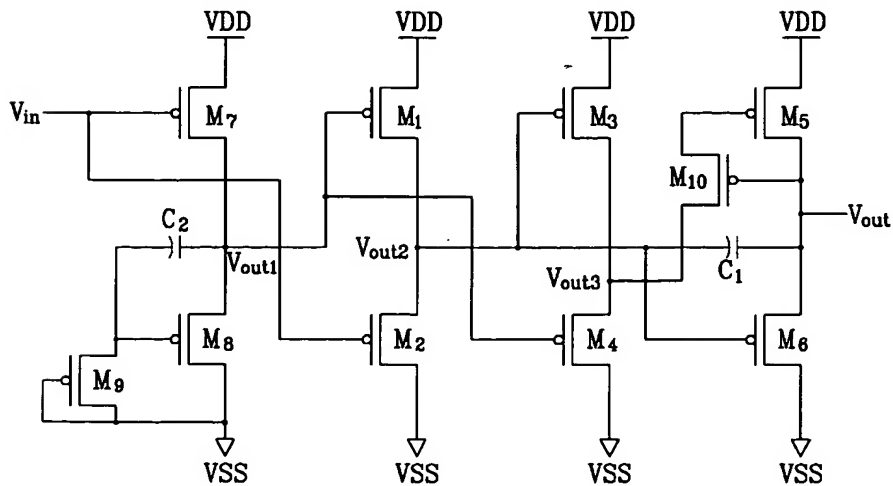 VDD VDD VDD VDD
Vin M7 M1 M3 M5
M10
C2 Vout
Vout1 Vout2 Vout3 C1
M8 M2 M4 M6
M9
VSS VSS VSS VSS